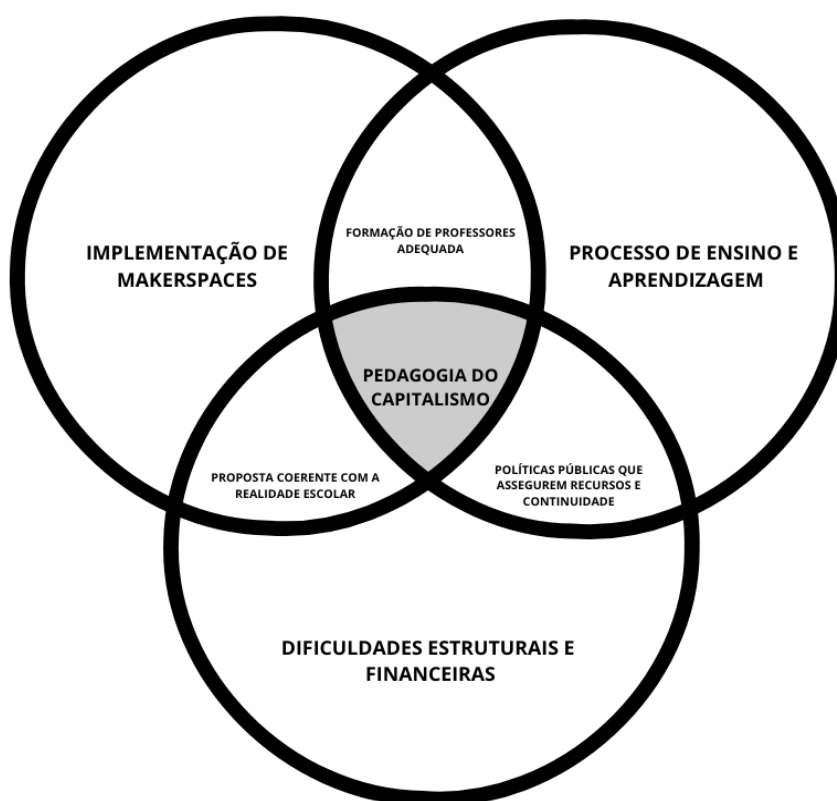 FORMAÇÃO DE PROFESSORES
ADEQUADA
IMPLEMENTAÇÃO DE
MAKERSPACES
PROCESSO DE ENSINO E
APRENDIZAGEM
PEDAGOGIA DO
CAPITALISMO
PROPOSTA COERENTE COM A
REALIDADE ESCOLAR
POLÍTICAS PÚBLICAS QUE
ASSEGUREM RECURSOS E
CONTINUIDADE
DIFICULDADES ESTRUTURAIS E
FINANCEIRAS